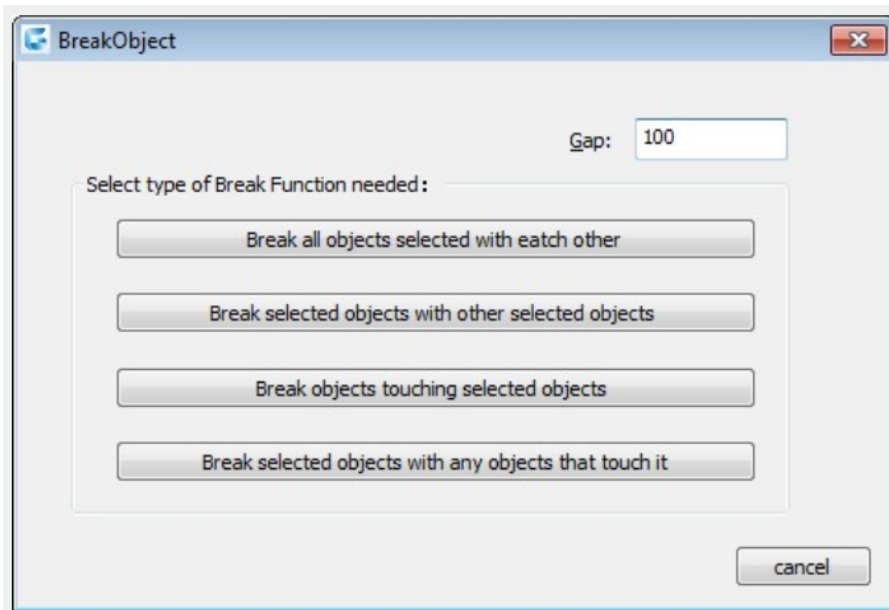 BreakObject
Gap: 100
Select type of Break Function needed:
Break all objects selected with eatch other
Break selected objects with other selected objects
Break objects touching selected objects
Break selected objects with any objects that touch it
cancel